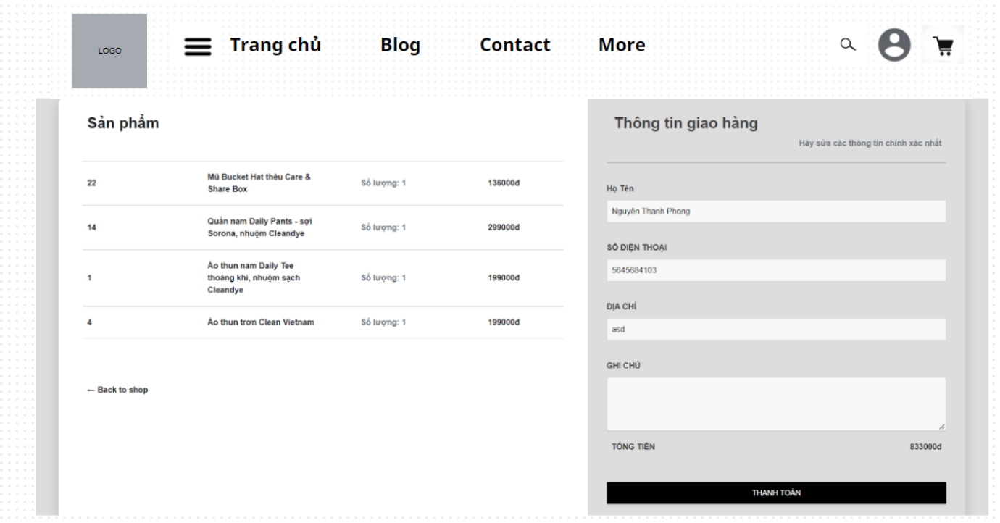 LOGO
Trang chủ
Blog
Contact
More
Sản phẩm
22
Mũ Bucket Hat thêu Care &
Share Box
Số lượng: 1
136000đ
14
Quần nam Daily Pants - sợi
Sorona, nhuộm Cleandye
Số lượng: 1
299000đ
1
Áo thun nam Daily Tee
thoáng khí, nhuộm sạch
Cleandye
Số lượng: 1
199000đ
4
Áo thun trơn Clean Vietnam
Số lượng: 1
199000đ
← Back to shop
Thông tin giao hàng
Hãy sửa các thông tin chính xác nhất
Họ Tên
Nguyễn Thanh Phong
SỐ ĐIỆN THOẠI
5645684103
ĐỊA CHỈ
asd
GHI CHÚ
TỔNG TIỀN
833000đ
THANH TOÁN